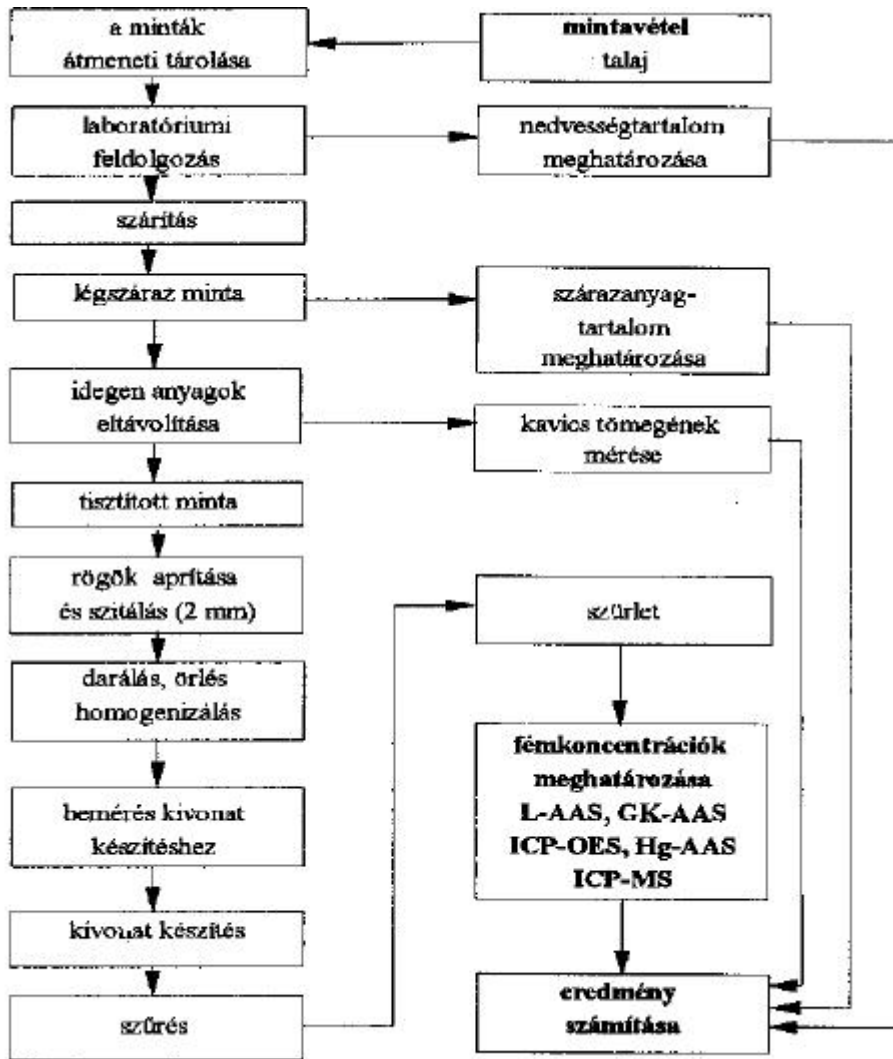 a minták
átmeneti tárolása
mintavétel
talaj
laboratóriumi
feldolgozás
nedvességtartalom
meghatározása
szárítás
légszáraz minta
szárazanyag-
tartalom
meghatározása
idegen anyagok
eltávolítása
kavics tömegének
mérése
tisztított minta
rögök aprítása
és szitálás (2 mm)
szűrlet
darálás, őrlés
homogenizálás
fémkoncentrációk
meghatározása
L-AAS, GK-AAS
ICP-OES, Hg-AAS
ICP-MS
bemérés kivonat
készítéshez
kivonat készítés
szűrés
eredmény
számítása